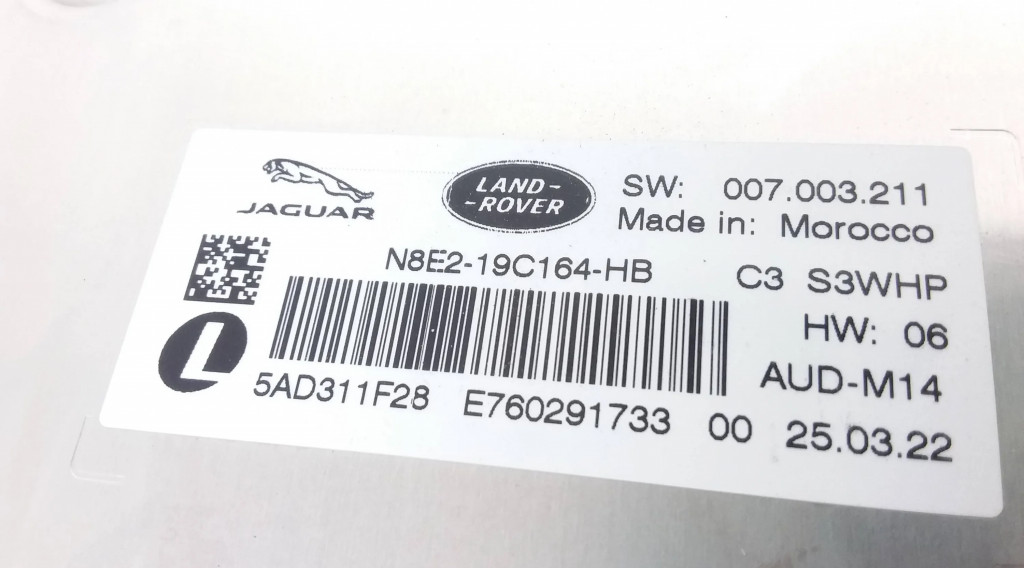 JAGUAR
LAND-
-ROVER
SW: 007.003.211
Made in: Morocco
N8E2-19C164-HB
C3 S3WHP
HW: 06
AUD-M14
L
5AD311F28 E760291733 00 25.03.22